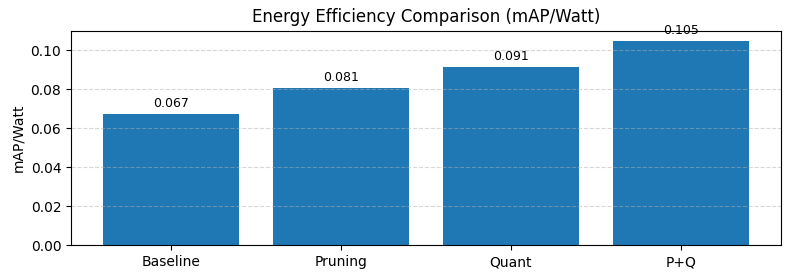 Energy Efficiency Comparison (mAP/Watt)
mAP/Watt
0.10
0.08
0.06
0.04
0.02
0.00
0.067
0.081
0.091
0.105
Baseline
Pruning
Quant
P+Q